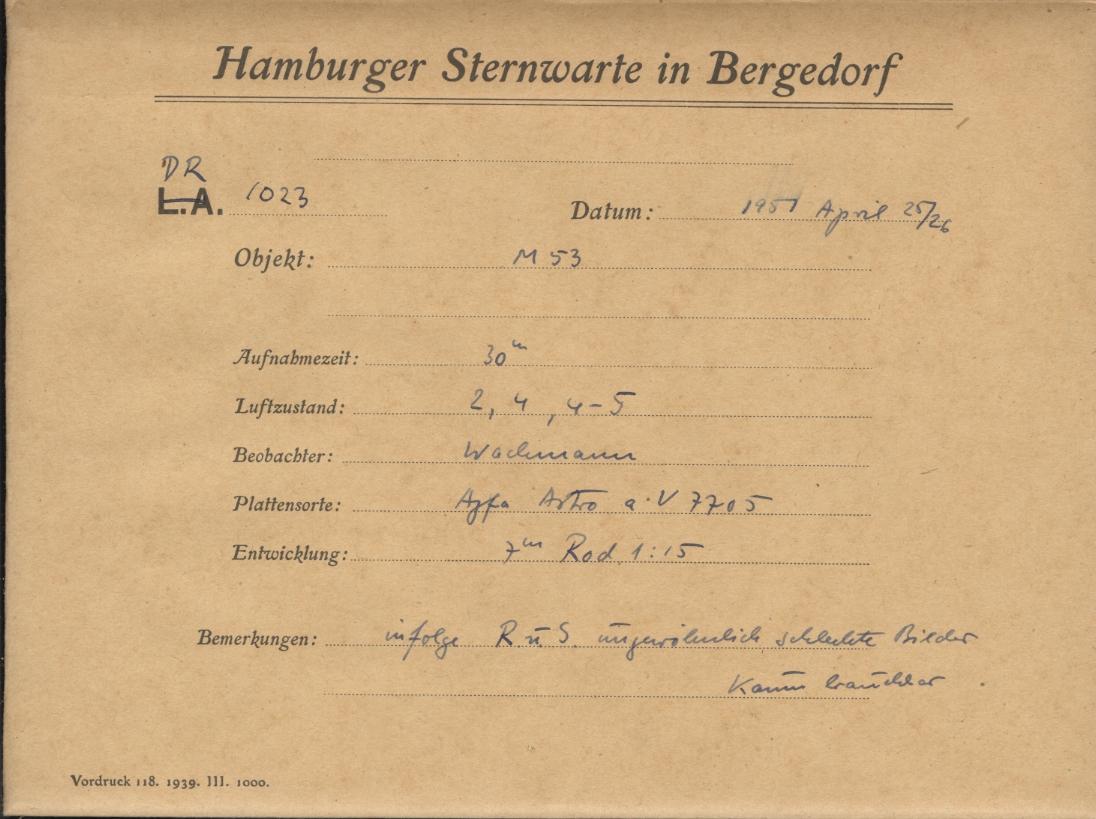 Hamburger Sternwarte in Bergedorf
DR
L.A. 1023
Datum: 1951 April 25/26
Objekt: M 53
Aufnahmezeit: 30m
Luftzustand: 2, 4, 4-5
Beobachter: Wachmann
Plattensorte: Agfa Astro a. V 7705
Entwicklung: 7m Rod 1:15
Bemerkungen: infolge R. u. S. ungewöhnlich schlechte Bilder
Kaum brauchbar.
Vordruck 118. 1939. III. 1000.